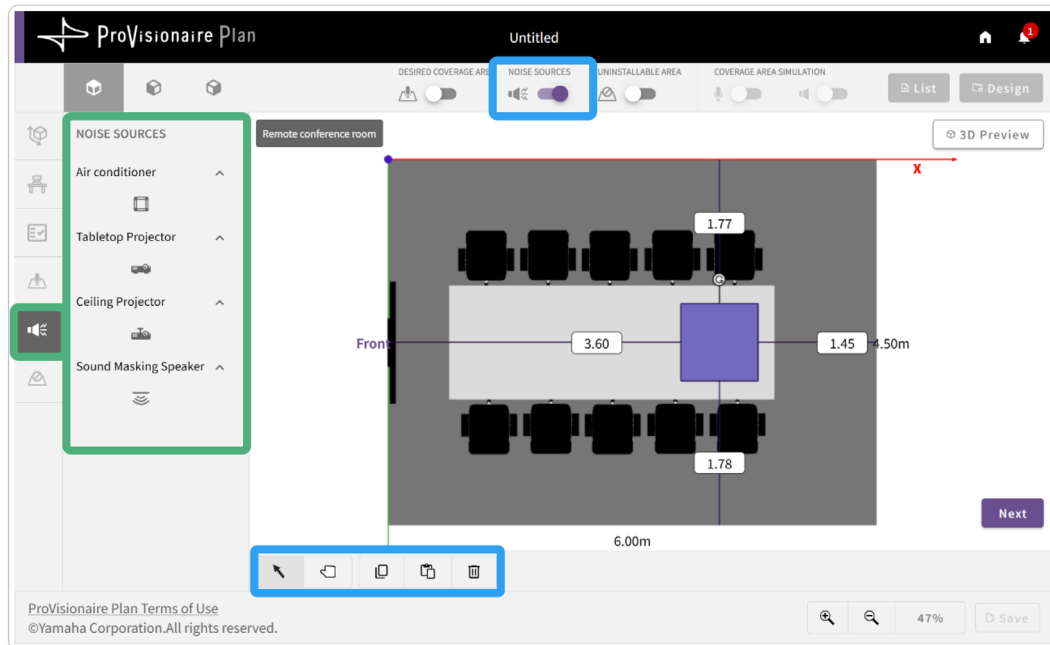 ProVisionaire Plan
Untitled
1
DESIRED COVERAGE ARE
NOISE SOURCES
UNINSTALLABLE AREA
COVERAGE AREA SIMULATION
List
Design
NOISE SOURCES
Remote conference room
3D Preview
Air conditioner
X
Tabletop Projector
1.77
Ceiling Projector
Front
3.60
1.45
4.50m
Sound Masking Speaker
1.78
Next
6.00m
ProVisionaire Plan Terms of Use
©Yamaha Corporation.All rights reserved.
47%
Save